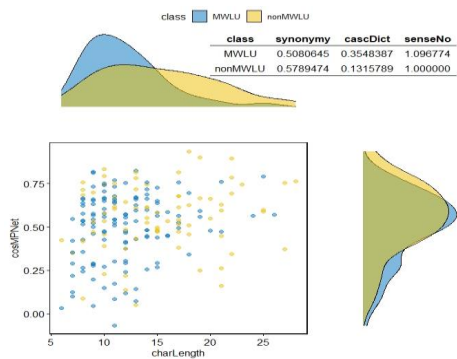 class MWLU nonMWLU
class synonymy cascDict senseNo
MWLU 0.5080645 0.3548387 1.096774
nonMWLU 0.5789474 0.1315789 1.000000
0.75
0.50
0.25
0.00
cosMPNet
5 10 15 20 25
charLength